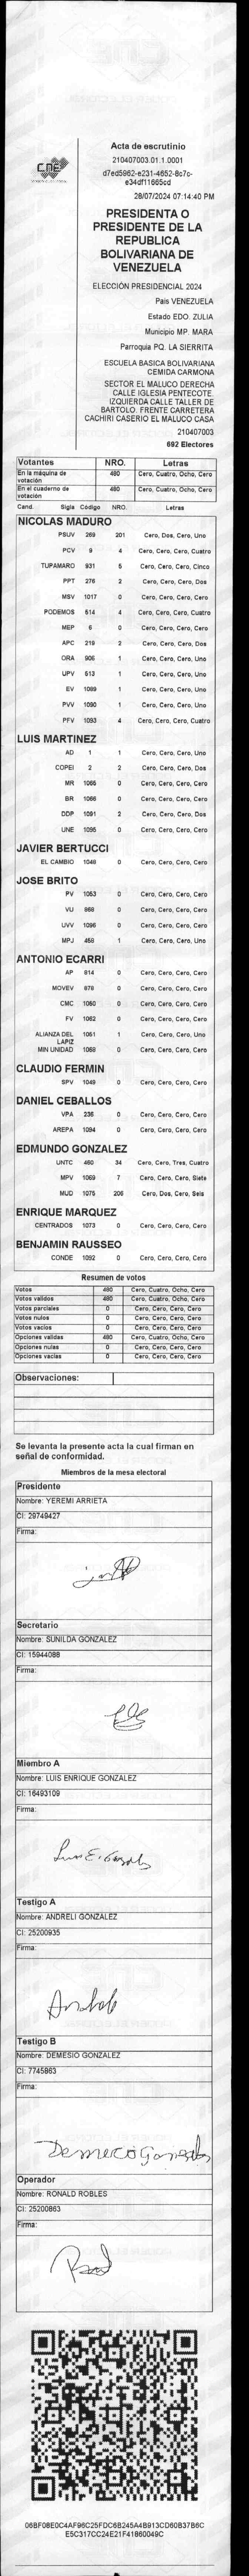 CNE
Acta de escrutinio
210407003.01.1.0001
d7ed5962-e231-4652-8c7c-
e34df11665cd
28/07/2024 07:14:40 PM
PRESIDENTA O
PRESIDENTE DE LA
REPUBLICA
BOLIVARIANA DE
VENEZUELA
ELECCIÓN PRESIDENCIAL 2024
Pais VENEZUELA
Estado EDO. ZULIA
Municipio MP. MARA
Parroquia PQ. LA SIERRITA
ESCUELA BASICA BOLIVARIANA
CEMIDA CARMONA
SECTOR EL MALUCO DERECHA
CALLE IGLESIA PENTECOTE
IZQUIERDA CALLE TALLER DE
BARTOLO. FRENTE CARRETERA
CACHIRI CASERIO EL MALUCO CASA
210407003
692 Electores
Votantes NRO. Letras
En la máquina de votación 480 Cero, Cuatro, Ocho, Cero
En el cuaderno de votación 480 Cero, Cuatro, Ocho, Cero
Cand. Sigla Código NRO. Letras
NICOLAS MADURO
PSUV 269 201 Cero, Dos, Cero, Uno
PCV 9 4 Cero, Cero, Cero, Cuatro
TUPAMARO 931 5 Cero, Cero, Cero, Cinco
PPT 276 2 Cero, Cero, Cero, Dos
MSV 1017 0 Cero, Cero, Cero, Cero
PODEMOS 514 4 Cero, Cero, Cero, Cuatro
MEP 6 0 Cero, Cero, Cero, Cero
APC 219 2 Cero, Cero, Cero, Dos
ORA 906 1 Cero, Cero, Cero, Uno
UPV 513 1 Cero, Cero, Cero, Uno
EV 1089 1 Cero, Cero, Cero, Uno
PVV 1090 1 Cero, Cero, Cero, Uno
PFV 1093 4 Cero, Cero, Cero, Cuatro
LUIS MARTINEZ
AD 1 1 Cero, Cero, Cero, Uno
COPEI 2 2 Cero, Cero, Cero, Dos
MR 1065 0 Cero, Cero, Cero, Cero
BR 1066 0 Cero, Cero, Cero, Cero
DDP 1091 2 Cero, Cero, Cero, Dos
UNE 1095 0 Cero, Cero, Cero, Cero
JAVIER BERTUCCI
EL CAMBIO 1048 0 Cero, Cero, Cero, Cero
JOSE BRITO
PV 1053 0 Cero, Cero, Cero, Cero
VU 868 0 Cero, Cero, Cero, Cero
UVV 1096 0 Cero, Cero, Cero, Cero
MPJ 458 1 Cero, Cero, Cero, Uno
ANTONIO ECARRI
AP 814 0 Cero, Cero, Cero, Cero
MOVEV 878 0 Cero, Cero, Cero, Cero
CMC 1050 0 Cero, Cero, Cero, Cero
FV 1062 0 Cero, Cero, Cero, Cero
ALIANZA DEL LAPIZ 1051 1 Cero, Cero, Cero, Uno
MIN UNIDAD 1058 0 Cero, Cero, Cero, Cero
CLAUDIO FERMIN
SPV 1049 0 Cero, Cero, Cero, Cero
DANIEL CEBALLOS
VPA 236 0 Cero, Cero, Cero, Cero
AREPA 1094 0 Cero, Cero, Cero, Cero
EDMUNDO GONZALEZ
UNTC 460 34 Cero, Cero, Tres, Cuatro
MPV 1069 7 Cero, Cero, Cero, Siete
MUD 1075 206 Cero, Dos, Cero, Seis
ENRIQUE MARQUEZ
CENTRADOS 1073 0 Cero, Cero, Cero, Cero
BENJAMIN RAUSSEO
CONDE 1092 0 Cero, Cero, Cero, Cero
Resumen de votos
Votos 480 Cero, Cuatro, Ocho, Cero
Votos validos 480 Cero, Cuatro, Ocho, Cero
Votos parciales 0 Cero, Cero, Cero, Cero
Votos nulos 0 Cero, Cero, Cero, Cero
Votos vacios 0 Cero, Cero, Cero, Cero
Opciones validas 480 Cero, Cuatro, Ocho, Cero
Opciones nulas 0 Cero, Cero, Cero, Cero
Opciones vacias 0 Cero, Cero, Cero, Cero
Observaciones:
Se levanta la presente acta la cual firman en
señal de conformidad.
Miembros de la mesa electoral
Presidente
Nombre: YEREMI ARRIETA
CI: 29749427
Firma:
Secretario
Nombre: SUNILDA GONZALEZ
CI: 15944088
Firma:
Miembro A
Nombre: LUIS ENRIQUE GONZALEZ
CI: 16493109
Firma:
Luis E. Gonzalez
Testigo A
Nombre: ANDRELI GONZALEZ
CI: 25200935
Firma:
Testigo B
Nombre: DEMESIO GONZALEZ
CI: 7745863
Firma:
Demecio Gonzalez
Operador
Nombre: RONALD ROBLES
CI: 25200863
Firma:
06BF08E0C4AF96C25FDC6B245A4B913CD60B37B6C
E5C317CC24E21F41860049C